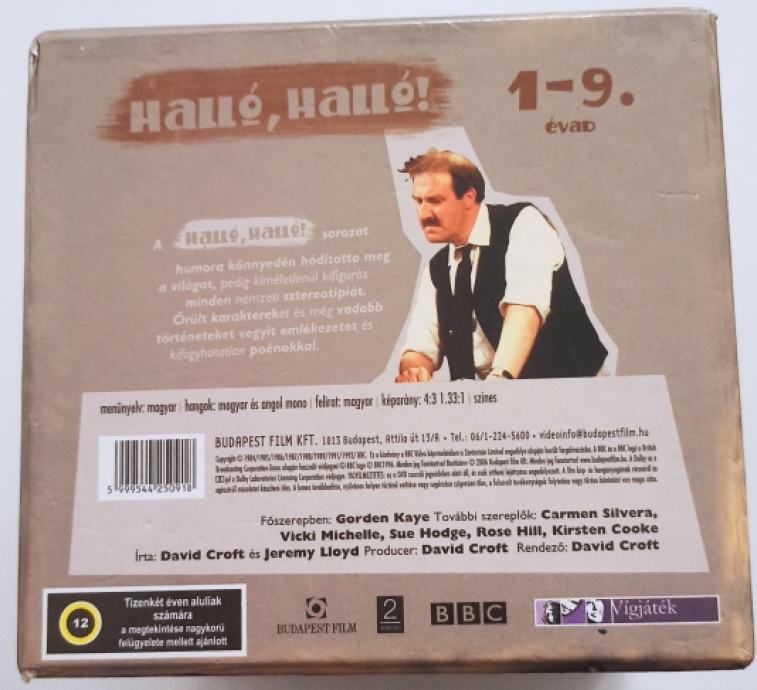 Halló, Halló!
1-9.
évad
A Halló, Halló! sorozat
humora könnyedén hódította meg
a világot, pedig kíméletlenül kifiguráz
minden nemzeti sztereotípiát.
Őrült karaktereket és még vadabb
történeteket vegyít emlékezetes és
kifogyhatatlan poénokkal.
menünyelv: magyar | hangok: magyar és angol mono | felirat: magyar | képarány: 4:3 1.33:1 | színes
BUDAPEST FILM KFT. 1013 Budapest, Attila út 13/A • Tel.: 06/1-224-5600 • videoinfo@budapestfilm.hu
5 999544 250918
Főszerepben: Gorden Kaye További szereplők: Carmen Silvera,
Vicki Michelle, Sue Hodge, Rose Hill, Kirsten Cooke
Írta: David Croft és Jeremy Lloyd Producer: David Croft Rendező: David Croft
12
Tizenkét éven aluliak
számára
a megtekintése nagykorú
felügyelete mellett ajánlott
BUDAPEST FILM
2
BBC
Vígjáték